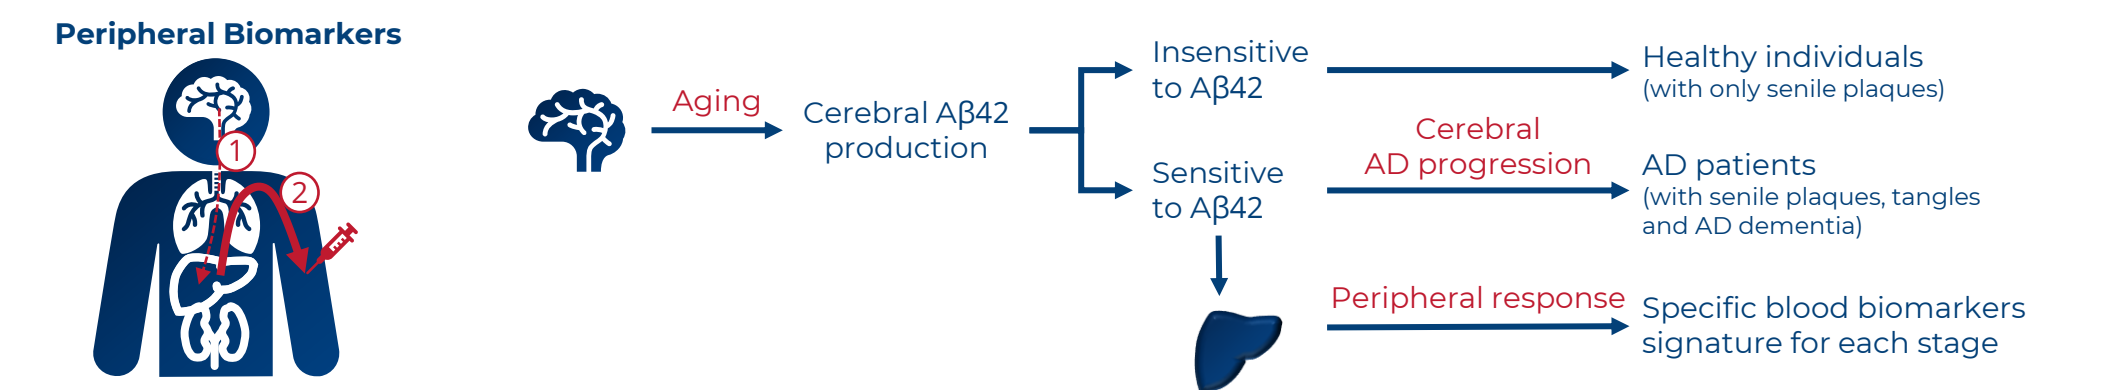 Peripheral Biomarkers
1
2
Aging
Cerebral Aβ42
production
Insensitive
to Aβ42
Sensitive
to Aβ42
Healthy individuals
(with only senile plaques)
Cerebral
AD progression
AD patients
(with senile plaques, tangles
and AD dementia)
Peripheral response
Specific blood biomarkers
signature for each stage